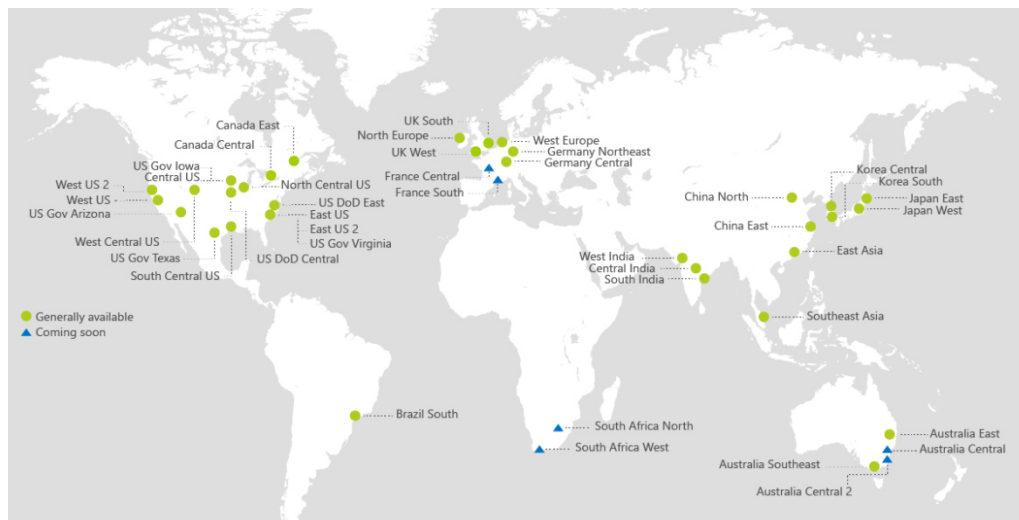 Canada East
Canada Central
US Gov Iowa
Central US
North Central US
West US 2
West US
US Gov Arizona
US DoD East
East US
East US 2
US Gov Virginia
West Central US
US Gov Texas
US DoD Central
South Central US
Generally available
Coming soon
Brazil South
UK South
North Europe
UK West
West Europe
Germany Northeast
Germany Central
France Central
France South
South Africa North
South Africa West
Korea Central
Korea South
China North
Japan East
Japan West
China East
East Asia
West India
Central India
South India
Southeast Asia
Australia East
Australia Central
Australia Southeast
Australia Central 2